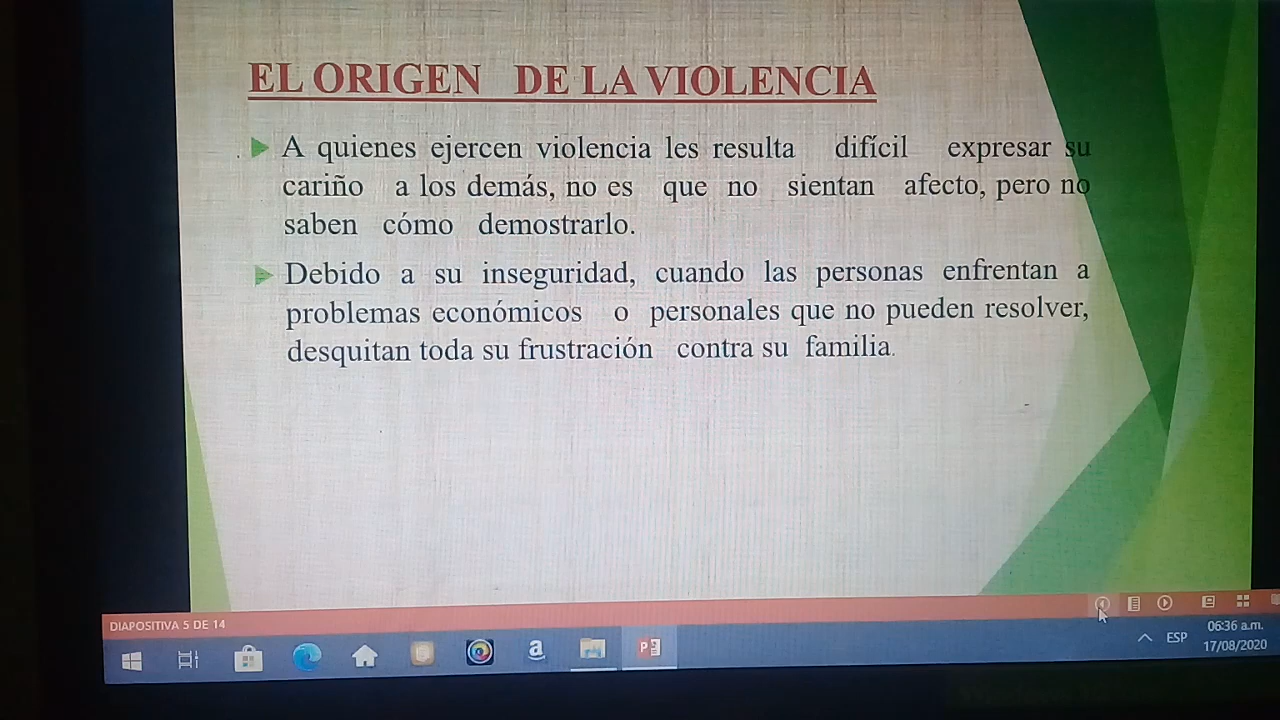 EL ORIGEN DE LA VIOLENCIA
A quienes ejercen violencia les resulta difícil expresar su
cariño a los demás, no es que no sientan afecto, pero no
saben cómo demostrarlo.
Debido a su inseguridad, cuando las personas enfrentan a
problemas económicos o personales que no pueden resolver,
desquitan toda su frustración contra su familia.
DIAPOSITIVA 5 DE 14
ESP
06:36 a.m.
17/08/2020